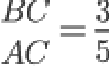 BC/AC = 3/5